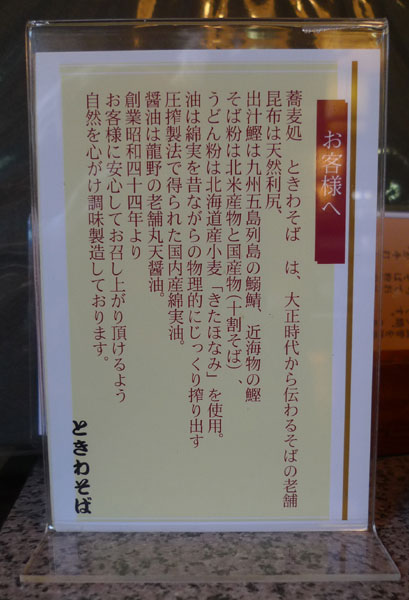 お客様へ
蕎麦処　ときわそば　は、大正時代から伝わるそばの老舗
昆布は天然利尻、
出汁鰹は九州五島列島の鰯鯖、近海物の鰹
そば粉は北米産物と国産物(十割そば)、
うどん粉は北海道産小麦「きたほなみ」を使用。
油は綿実を昔ながらの物理的にじっくり搾り出す
圧搾製法で得られた国内産綿実油。
醤油は龍野の老舗丸天醤油。
創業昭和四十四年より
お客様に安心してお召し上がり頂けるよう
自然を心がけ調味製造しております。
ときわそば